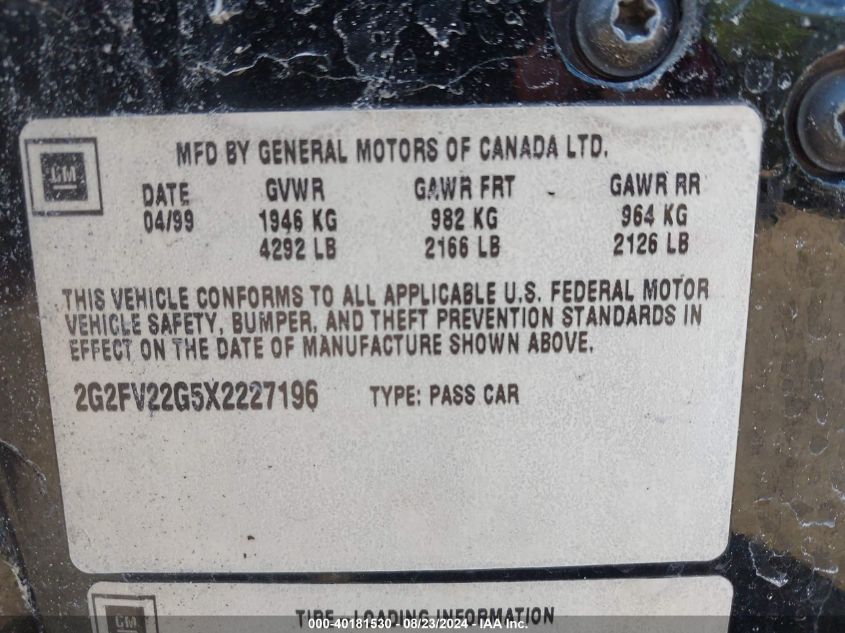 GM
MFD BY GENERAL MOTORS OF CANADA LTD.
DATE GVWR GAWR FRT GAWR RR
04/99 1946 KG 982 KG 964 KG
4292 LB 2166 LB 2126 LB
THIS VEHICLE CONFORMS TO ALL APPLICABLE U.S. FEDERAL MOTOR
VEHICLE SAFETY, BUMPER, AND THEFT PREVENTION STANDARDS IN
EFFECT ON THE DATE OF MANUFACTURE SHOWN ABOVE.
2G2FV22G5X2227196 TYPE: PASS CAR
GM
TIRE-LOADING INFORMATION
000-40181530 - 08/23/2024 - IAA Inc.